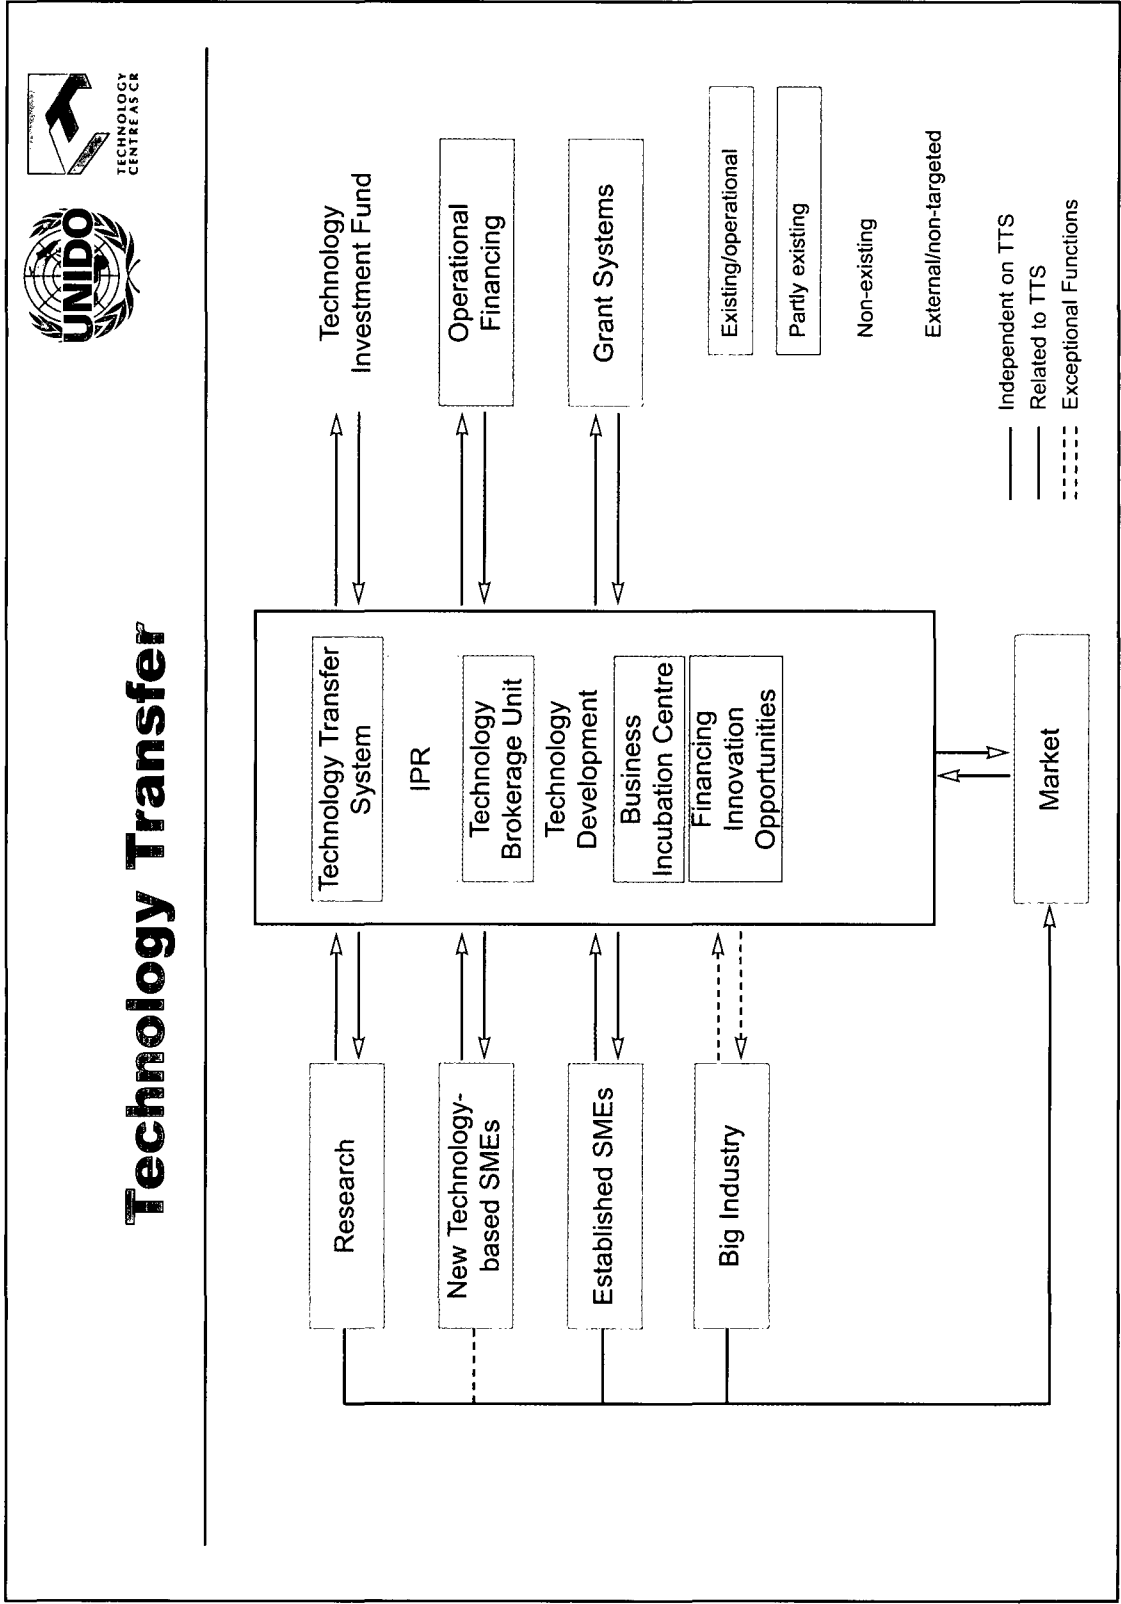 UNIDO
TECHNOLOGY
CENTRE AS CR
Technology Transfer
Research
New Technology-
based SMEs
Established SMEs
Big Industry
Technology Transfer
System
IPR
Technology
Brokerage Unit
Technology
Development
Business
Incubation Centre
Financing
Innovation
Opportunities
Technology
Investment Fund
Operational
Financing
Grant Systems
Market
Existing/operational
Partly existing
Non-existing
External/non-targeted
Independent on TTS
Related to TTS
Exceptional Functions